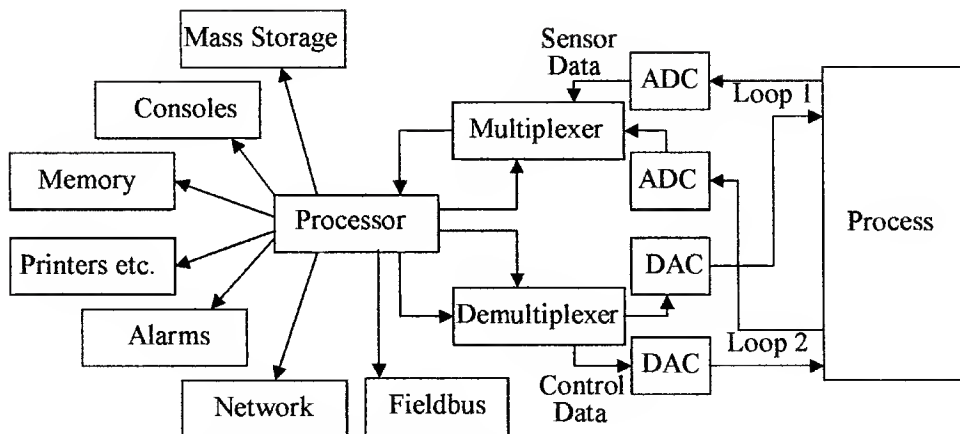 Mass Storage
Consoles
Memory
Printers etc.
Alarms
Network
Fieldbus
Processor
Multiplexer
Demultiplexer
Sensor
Data
ADC
Loop 1
ADC
DAC
Loop 2
DAC
Control
Data
Process